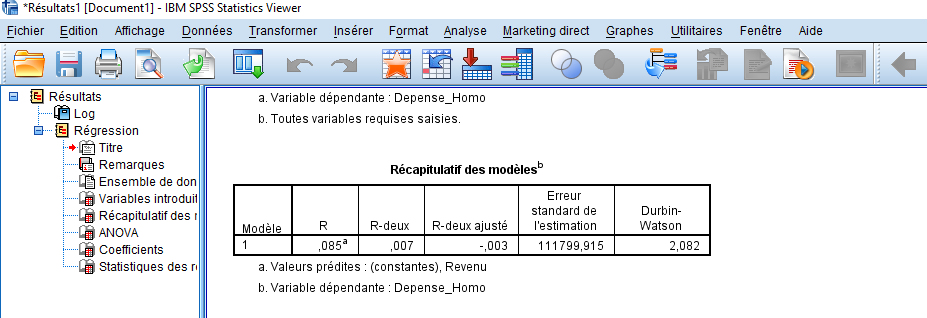 *Résultats1 [Document1] - IBM SPSS Statistics Viewer
Fichier Edition Affichage Données Transformer Insérer Format Analyse Marketing direct Graphes Utilitaires Fenêtre Aide
Résultats
Log
Régression
Titre
Remarques
Ensemble de don
Variables introduit
Récapitulatif des
ANOVA
Coefficients
Statistiques des r
a. Variable dépendante : Depense_Homo
b. Toutes variables requises saisies.
Récapitulatif des modèlesb
Modèle R R-deux R-deux ajusté Erreur standard de l'estimation Durbin-Watson
1 ,085a ,007 -,003 111799,915 2,082
a. Valeurs prédites : (constantes), Revenu
b. Variable dépendante : Depense_Homo